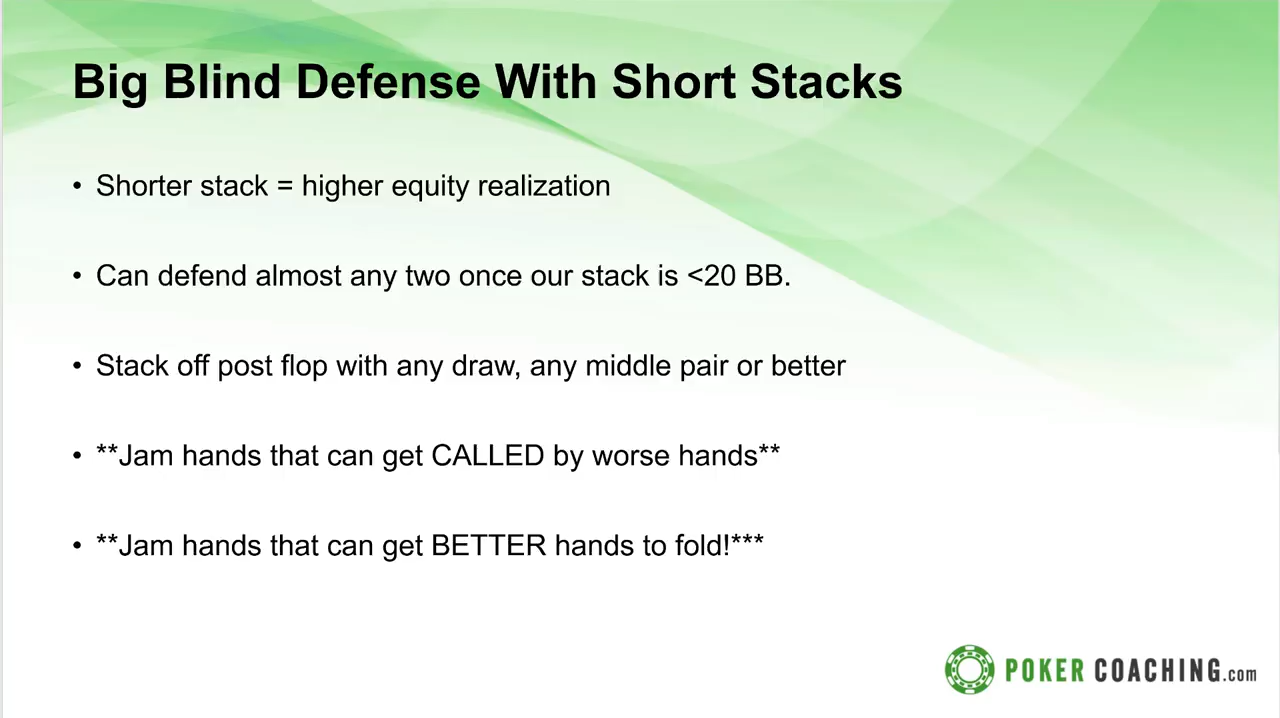 Big Blind Defense With Short Stacks
• Shorter stack = higher equity realization
• Can defend almost any two once our stack is <20 BB.
• Stack off post flop with any draw, any middle pair or better
• **Jam hands that can get CALLED by worse hands**
• **Jam hands that can get BETTER hands to fold!***
POKER COACHING.com